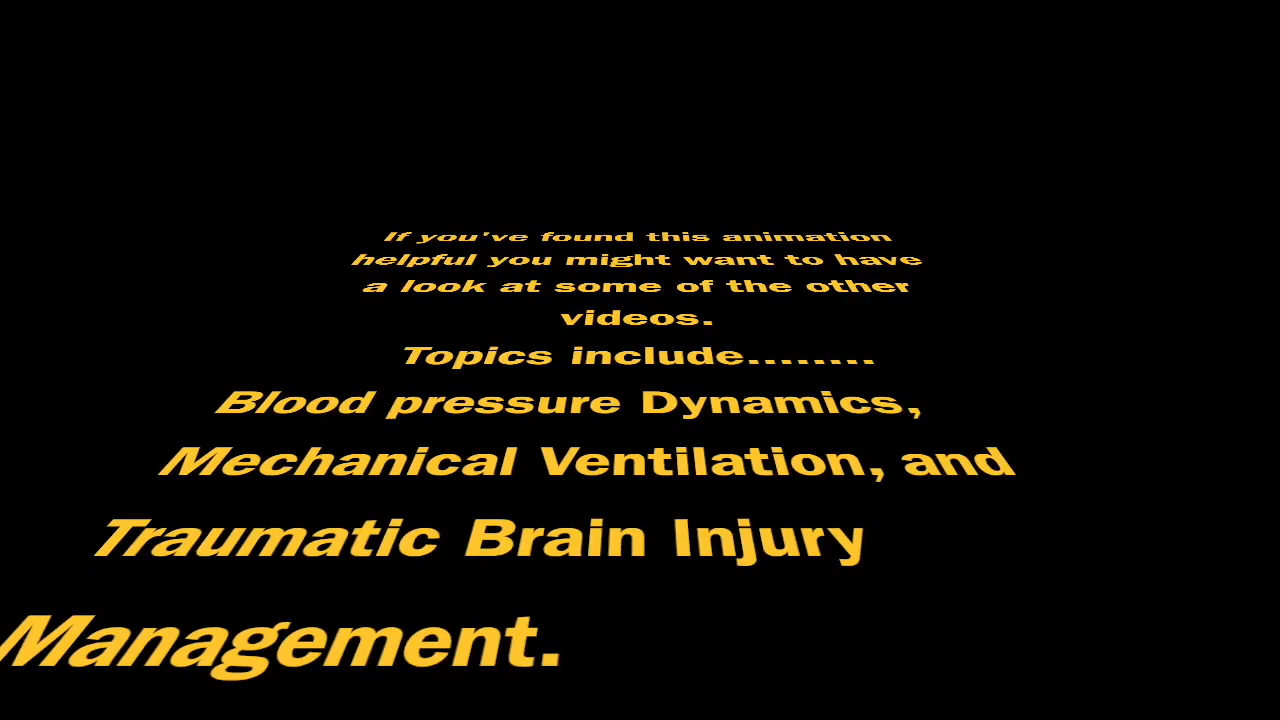 If you've found this animation
helpful you might want to have
a look at some of the other
videos.
Topics include........
Blood pressure Dynamics,
Mechanical Ventilation, and
Traumatic Brain Injury
Management.